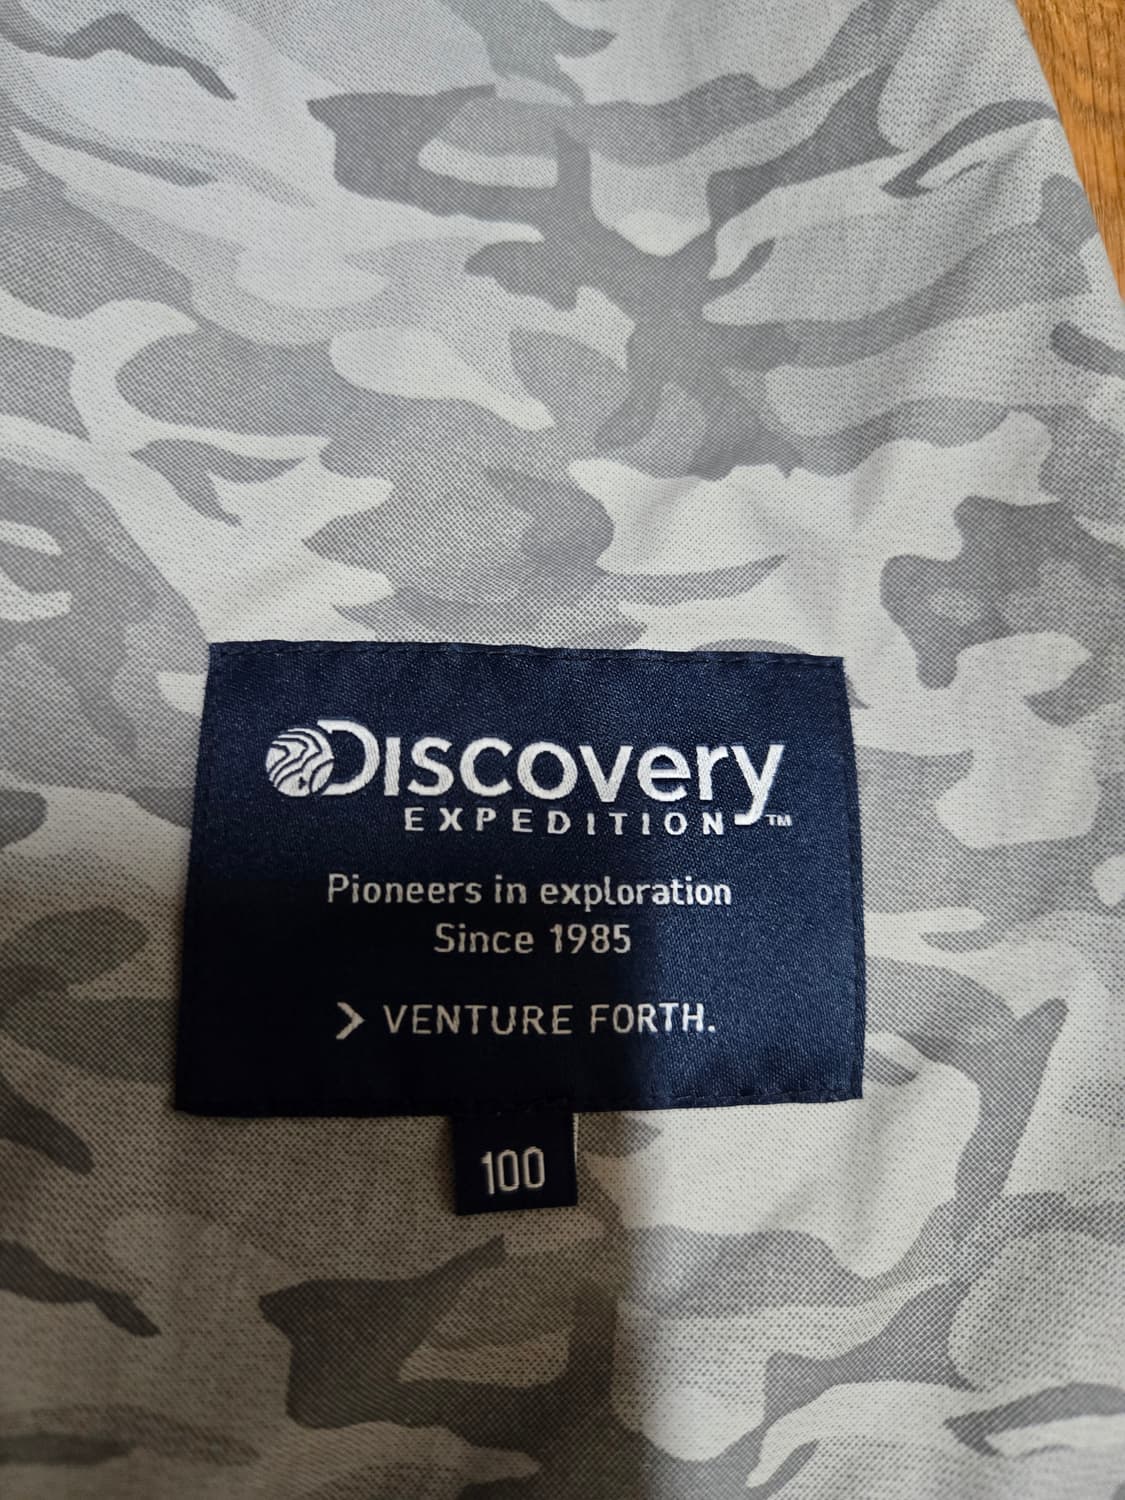 Discovery
EXPEDITION™
Pioneers in exploration
Since 1985
> VENTURE FORTH.
100